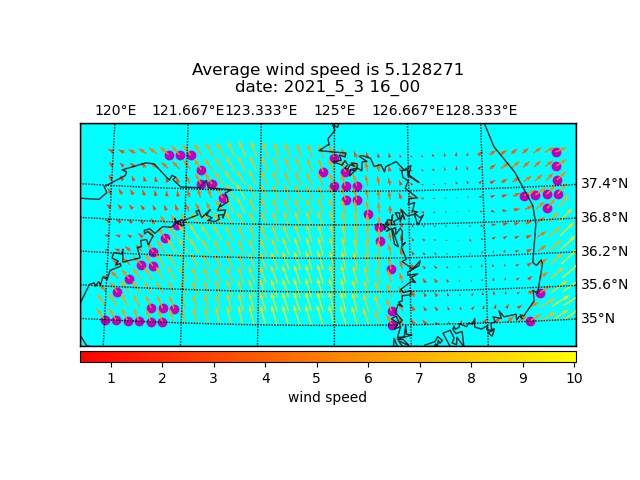 Average wind speed is 5.128271
date: 2021_5_3 16_00
120°E 121.667°E 123.333°E 125°E 126.667°E 128.333°E
37.4°N
36.8°N
36.2°N
35.6°N
35°N
1 2 3 4 5 6 7 8 9 10
wind speed